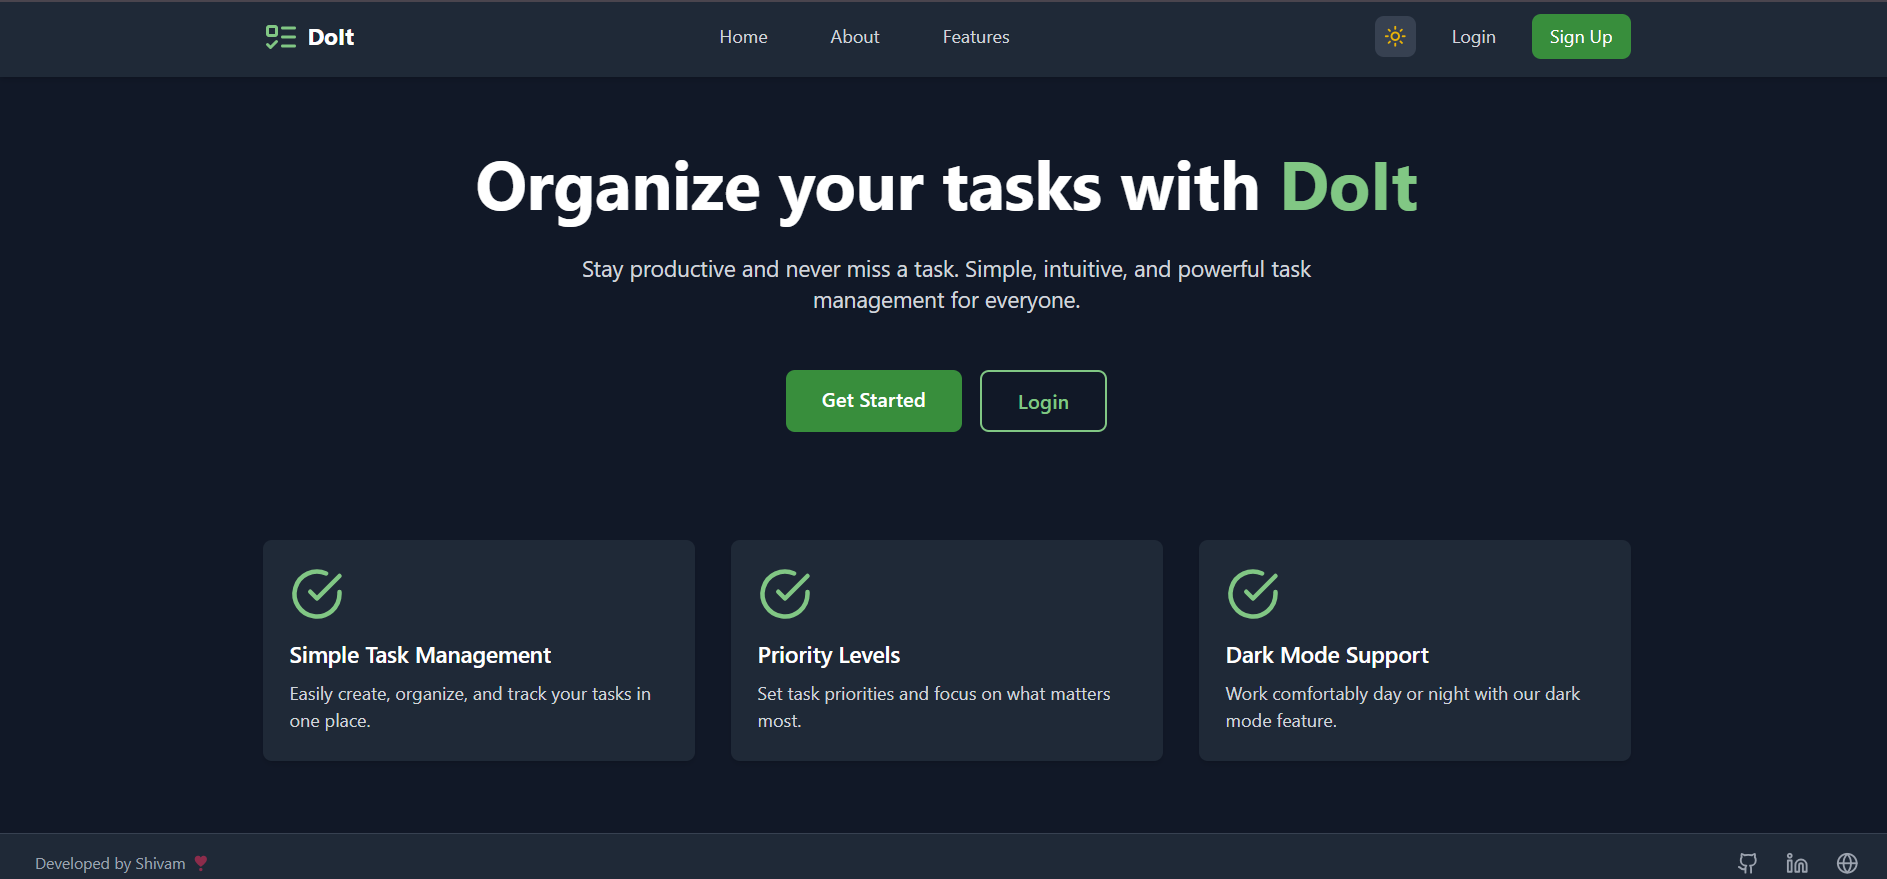 DoIt
Home
About
Features
Login
Sign Up
Organize your tasks with DoIt
Stay productive and never miss a task. Simple, intuitive, and powerful task
management for everyone.
Get Started
Login
Simple Task Management
Easily create, organize, and track your tasks in
one place.
Priority Levels
Set task priorities and focus on what matters
most.
Dark Mode Support
Work comfortably day or night with our dark
mode feature.
Developed by Shivam